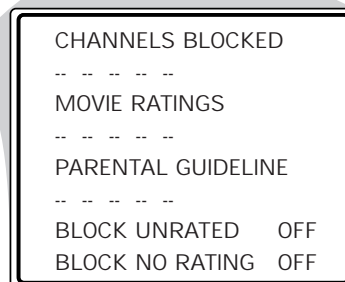 CHANNELS BLOCKED
-- -- -- -- --
MOVIE RATINGS
-- -- -- -- --
PARENTAL GUIDELINE
-- -- -- -- --
BLOCK UNRATED OFF
BLOCK NO RATING OFF